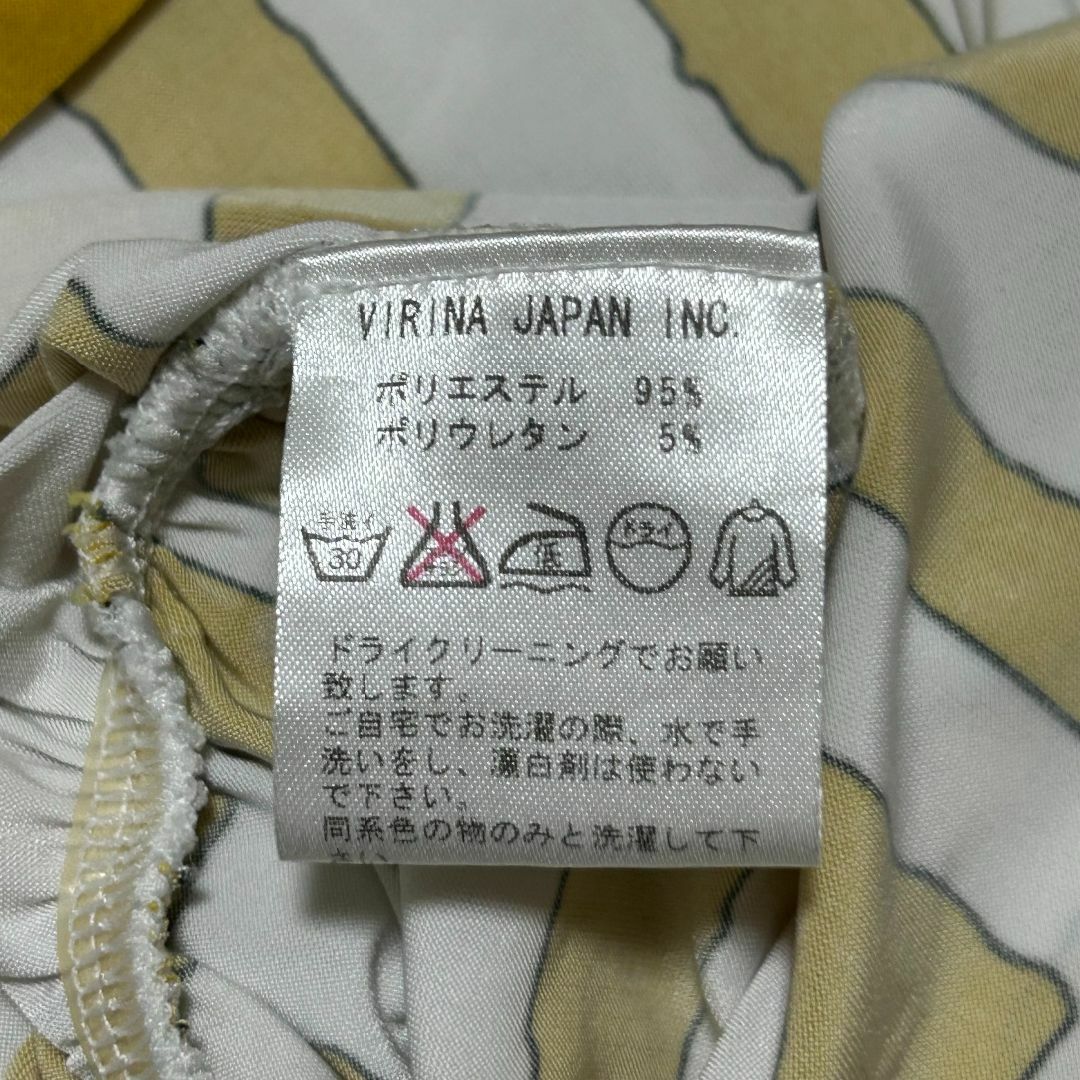 VIRINA JAPAN INC.
ポリエステル 95%
ポリウレタン 5%
手洗イ
30
低
ドライ
ドライクリーニングでお願い
致します。
ご自宅でお洗濯の際、水で手
洗いをし、漂白剤は使わない
で下さい。
同系色の物のみと洗濯して下
さい。